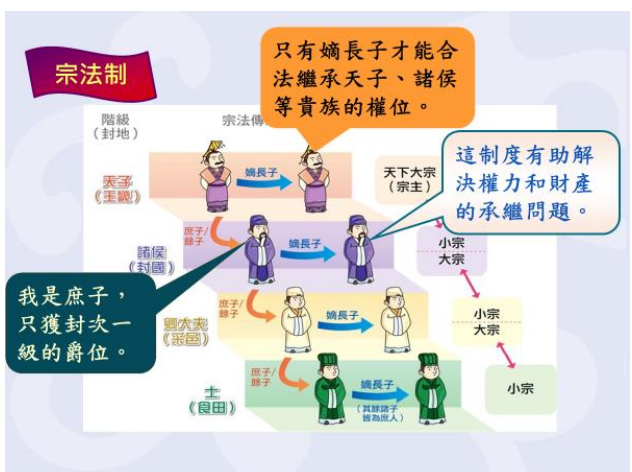 宗法制
只有嫡長子才能合
法繼承天子、諸侯
等貴族的權位。
階級
（封地）
宗法傳
天子
（王畿）
嫡長子
天下大宗
（宗主）
這制度有助解
決權力和財產
的承繼問題。
庶子/
餘子
諸侯
（封國）
嫡長子
小宗
大宗
我是庶子，
只獲封次一
級的爵位。
庶子/
餘子
卿大夫
（采邑）
嫡長子
小宗
大宗
庶子/
餘子
士
（食田）
嫡長子
（其餘諸子
皆為庶人）
小宗